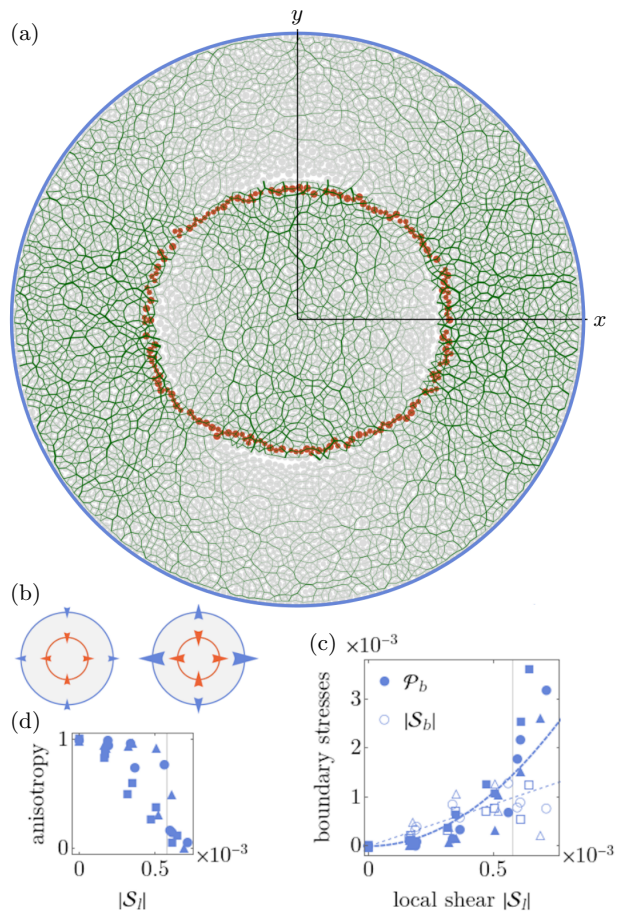 (a)
y
x
(b)
(c)
×10⁻³
3
2
1
0
𝒫_b
|𝒮_b|
boundary stresses
0
0.5
×10⁻³
local shear |𝒮_l|
(d)
1
0
anisotropy
0
0.5
×10⁻³
|𝒮_l|